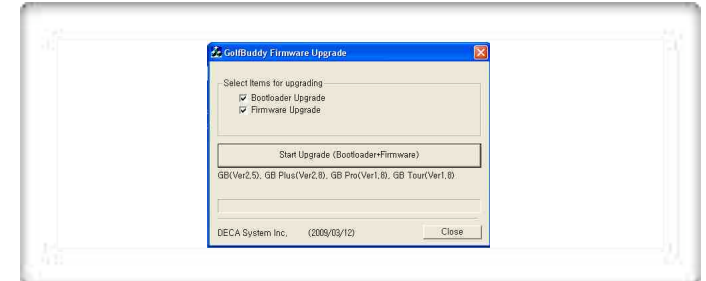 GolfBuddy Firmware Upgrade
Select Items for upgrading
Bootloader Upgrade
Firmware Upgrade
Start Upgrade (Bootloader+Firmware)
GB(Ver2,5), GB Plus(Ver2,8), GB Pro(Ver1,8), GB Tour(Ver1,8)
DECA System Inc, (2009/03/12) Close